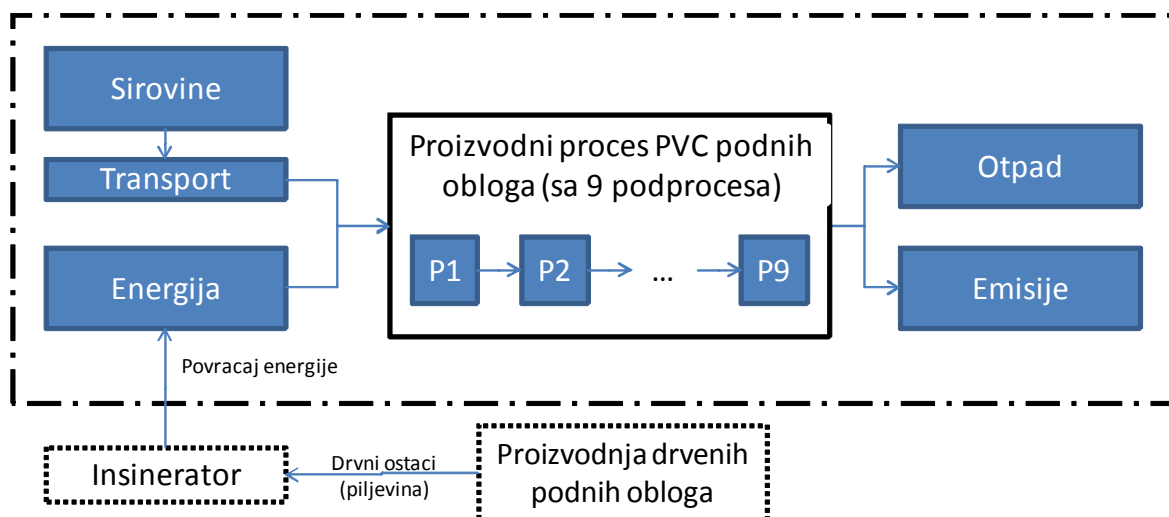 Sirovine
Transport
Energija
Povracaj energije
Proizvodni proces PVC podnih
obloga (sa 9 podprocesa)
P1
P2
...
P9
Otpad
Emisije
Insinerator
Drvni ostaci
(piljevina)
Proizvodnja drvenih
podnih obloga